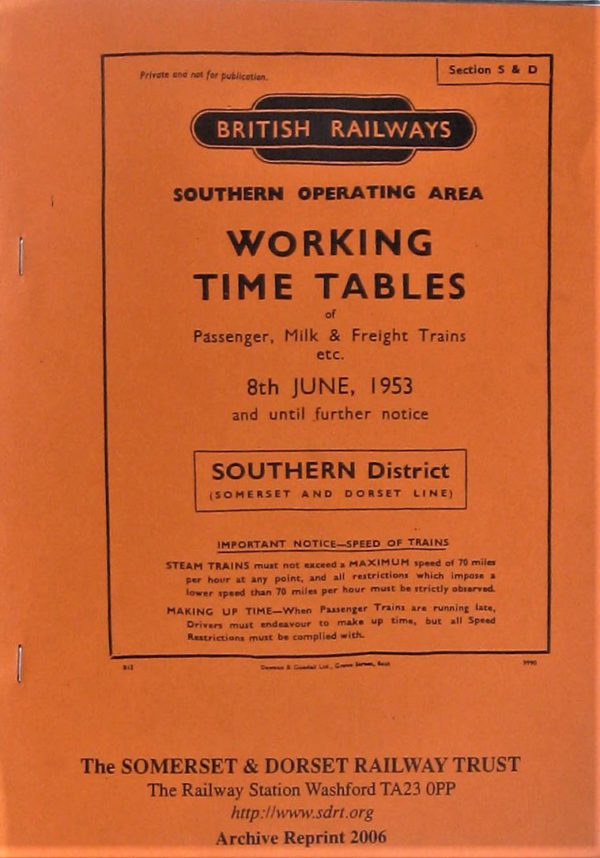 Private and not for publication.
Section S & D
BRITISH RAILWAYS
SOUTHERN OPERATING AREA
WORKING
TIME TABLES
of
Passenger, Milk & Freight Trains
etc.
8th JUNE, 1953
and until further notice
SOUTHERN District
(SOMERSET AND DORSET LINE)
IMPORTANT NOTICE—SPEED OF TRAINS
STEAM TRAINS must not exceed a MAXIMUM speed of 70 miles
per hour at any point, and all restrictions which impose a
lower speed than 70 miles per hour must be strictly observed.
MAKING UP TIME—When Passenger Trains are running late,
Drivers must endeavour to make up time, but all Speed
Restrictions must be complied with.
& Goodall Ltd.,
The SOMERSET & DORSET RAILWAY TRUST
The Railway Station Washford TA23 0PP
http://www.sdrt.org
Archive Reprint 2006